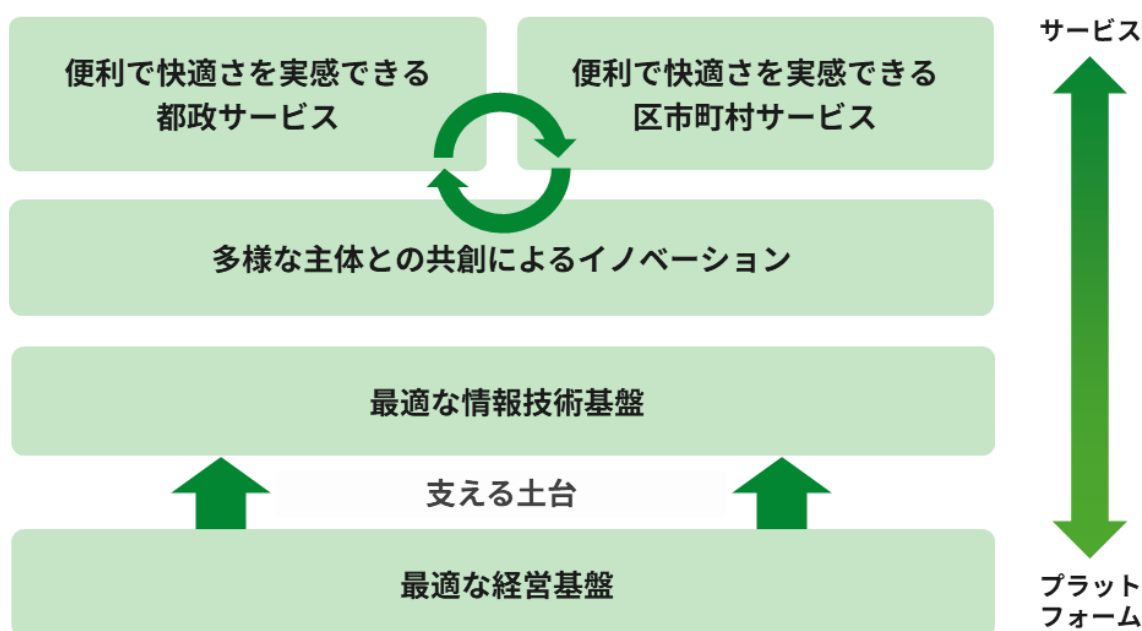 便利で快適さを実感できる
都政サービス
便利で快適さを実感できる
区市町村サービス
多様な主体との共創によるイノベーション
最適な情報技術基盤
支える土台
最適な経営基盤
サービス
プラット
フォーム